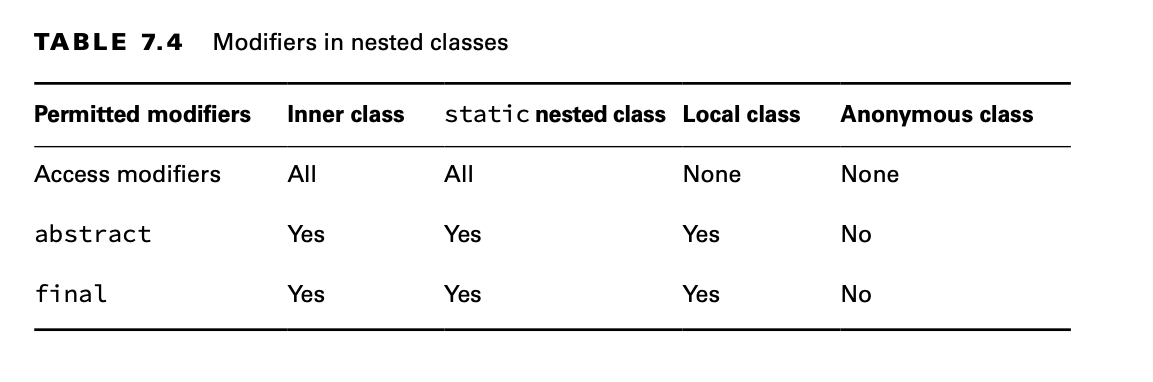 TABLE 7.4 Modifiers in nested classes
Permitted modifiers Inner class static nested class Local class Anonymous class
Access modifiers All All None None
abstract Yes Yes Yes No
final Yes Yes Yes No